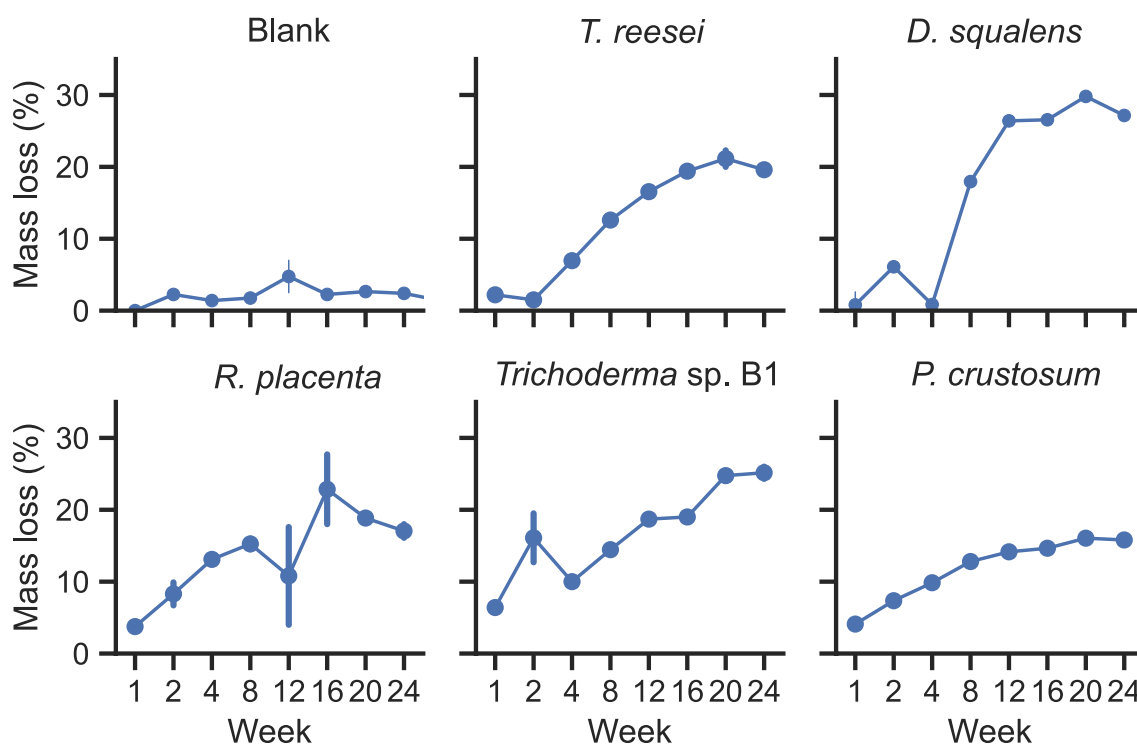 Blank
T. reesei
D. squalens
Mass loss (%)
30
20
10
0
R. placenta
Trichoderma sp. B1
P. crustosum
Mass loss (%)
30
20
10
0
1 2 4 8 12 16 20 24
1 2 4 8 12 16 20 24
1 2 4 8 12 16 20 24
Week
Week
Week